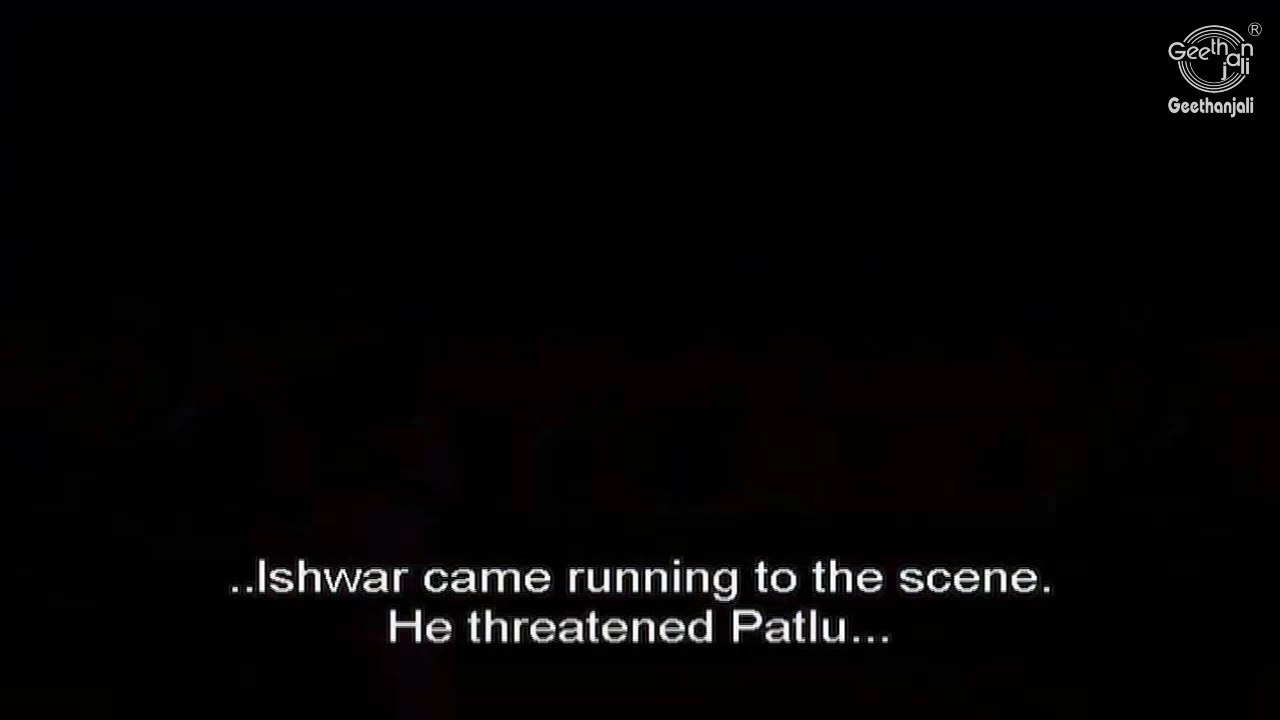 Geethanjali
®
Geethanjali
..Ishwar came running to the scene.
He threatened Patlu...